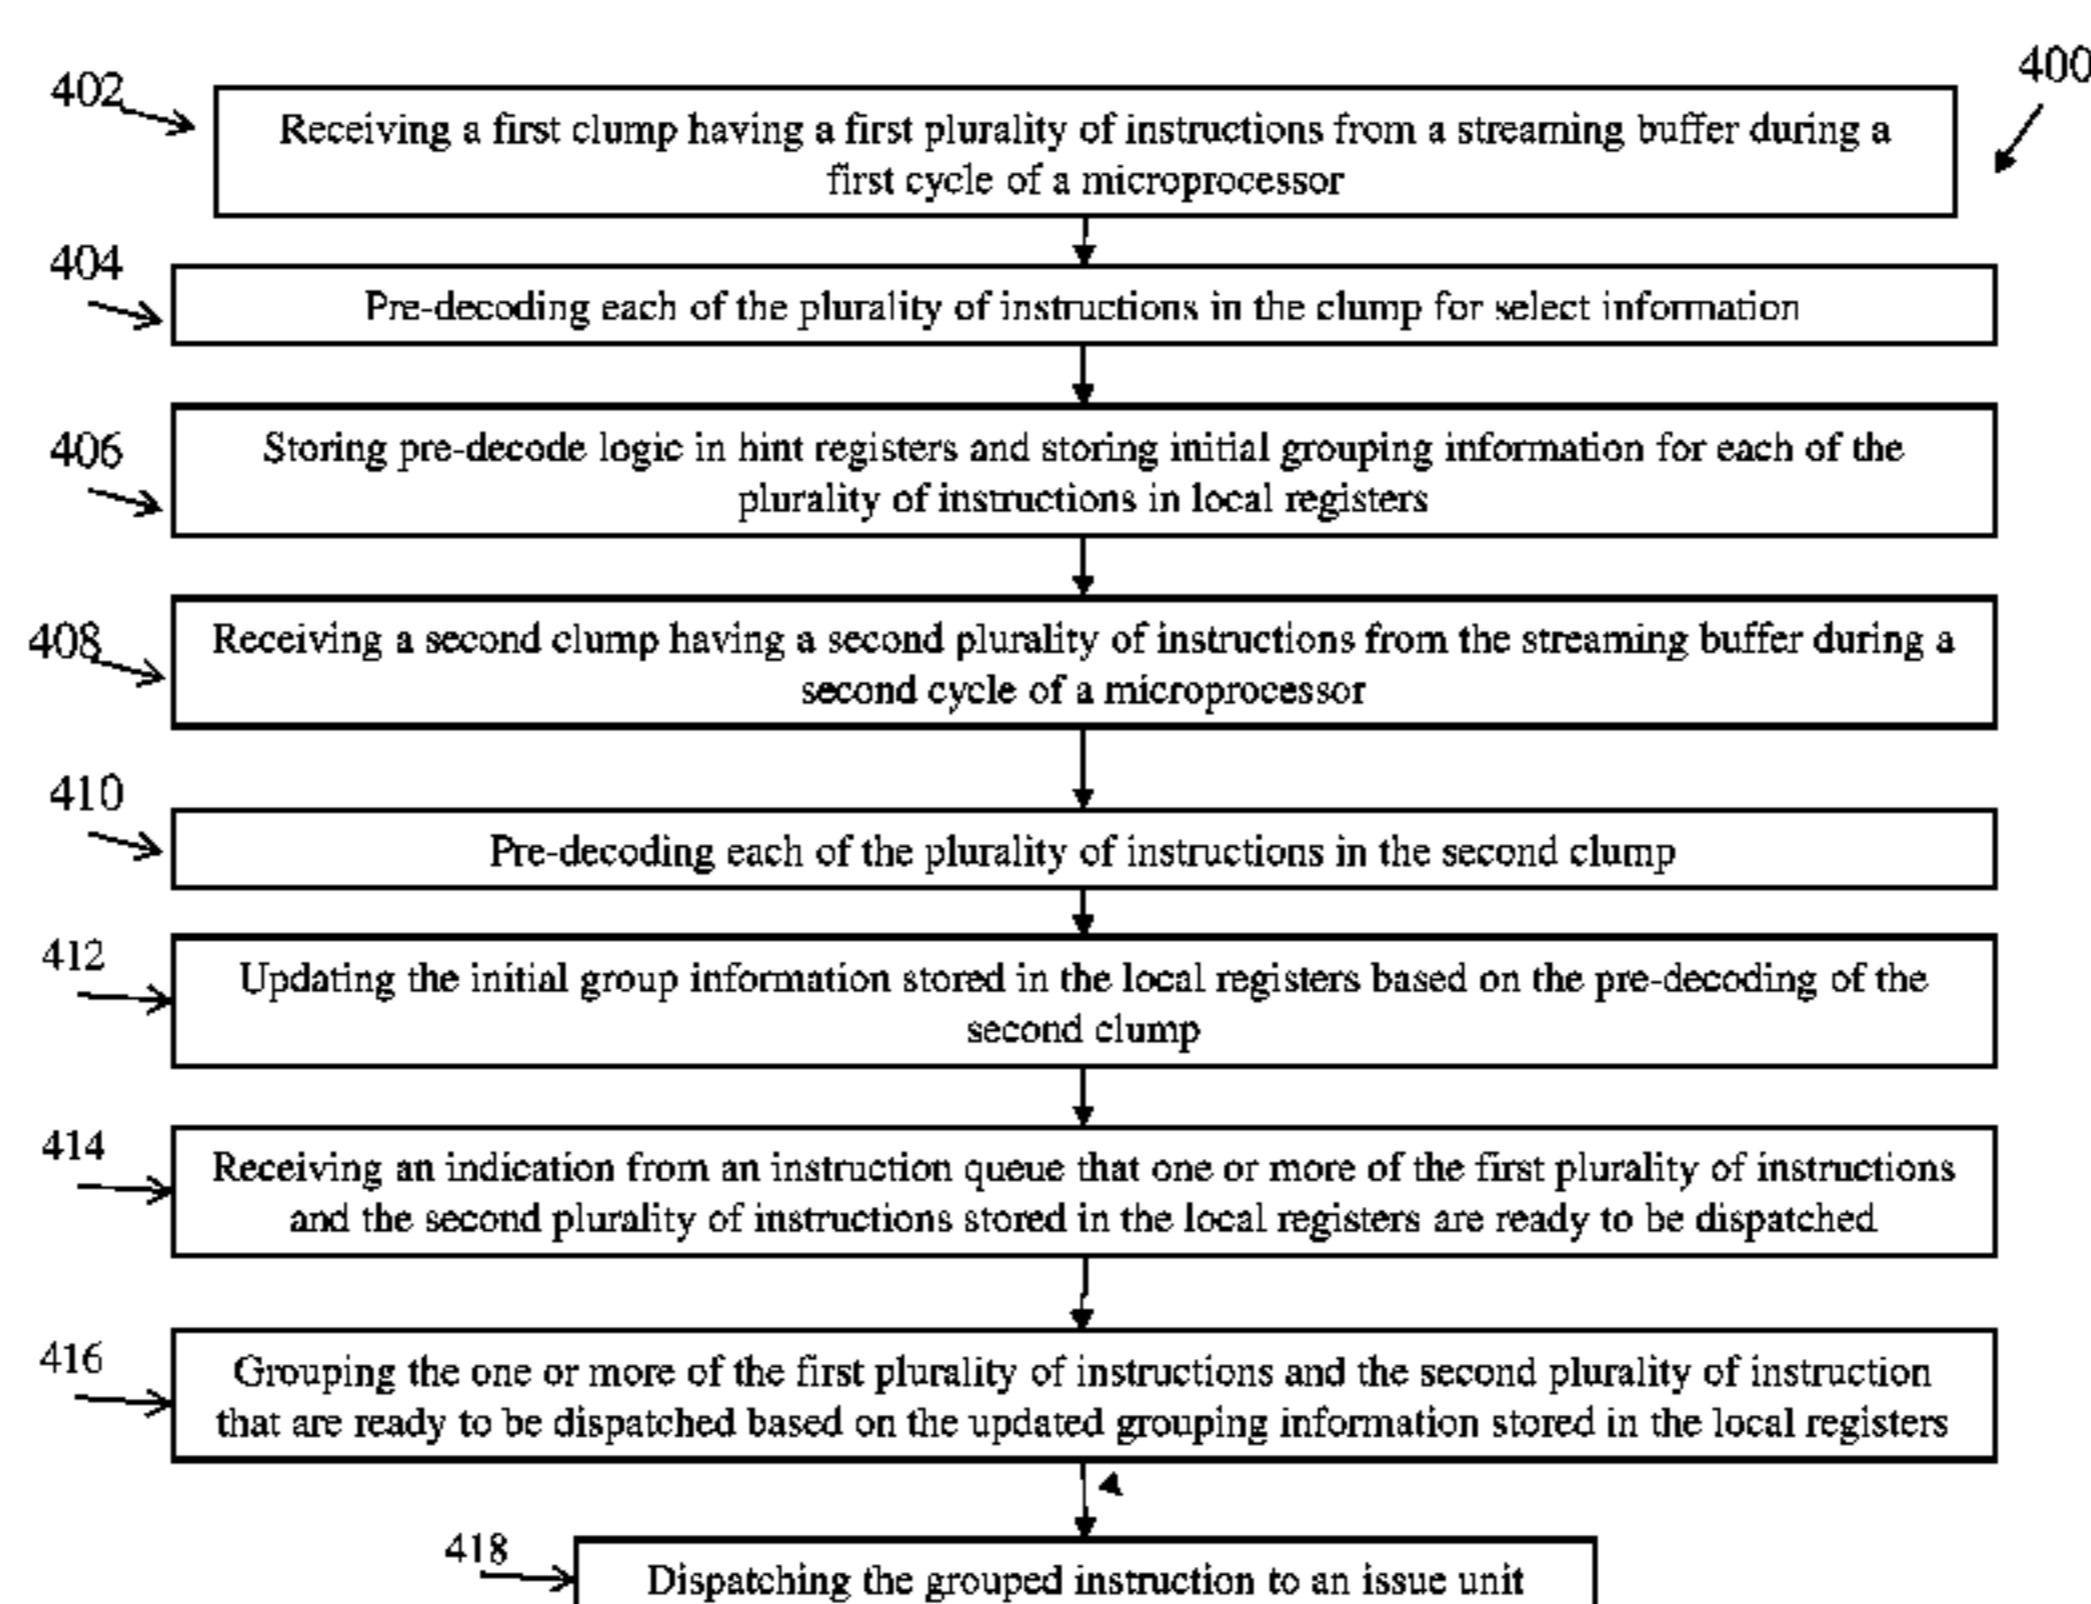 400
402
Receiving a first clump having a first plurality of instructions from a streaming buffer during a
first cycle of a microprocessor
404
Pre-decoding each of the plurality of instructions in the clump for select information
406
Storing pre-decode logic in hint registers and storing initial grouping information for each of the
plurality of instructions in local registers
408
Receiving a second clump having a second plurality of instructions from the streaming buffer during a
second cycle of a microprocessor
410
Pre-decoding each of the plurality of instructions in the second clump
412
Updating the initial group information stored in the local registers based on the pre-decoding of the
second clump
414
Receiving an indication from an instruction queue that one or more of the first plurality of instructions
and the second plurality of instructions stored in the local registers are ready to be dispatched
416
Grouping the one or more of the first plurality of instructions and the second plurality of instruction
that are ready to be dispatched based on the updated grouping information stored in the local registers
418
Dispatching the grouped instruction to an issue unit